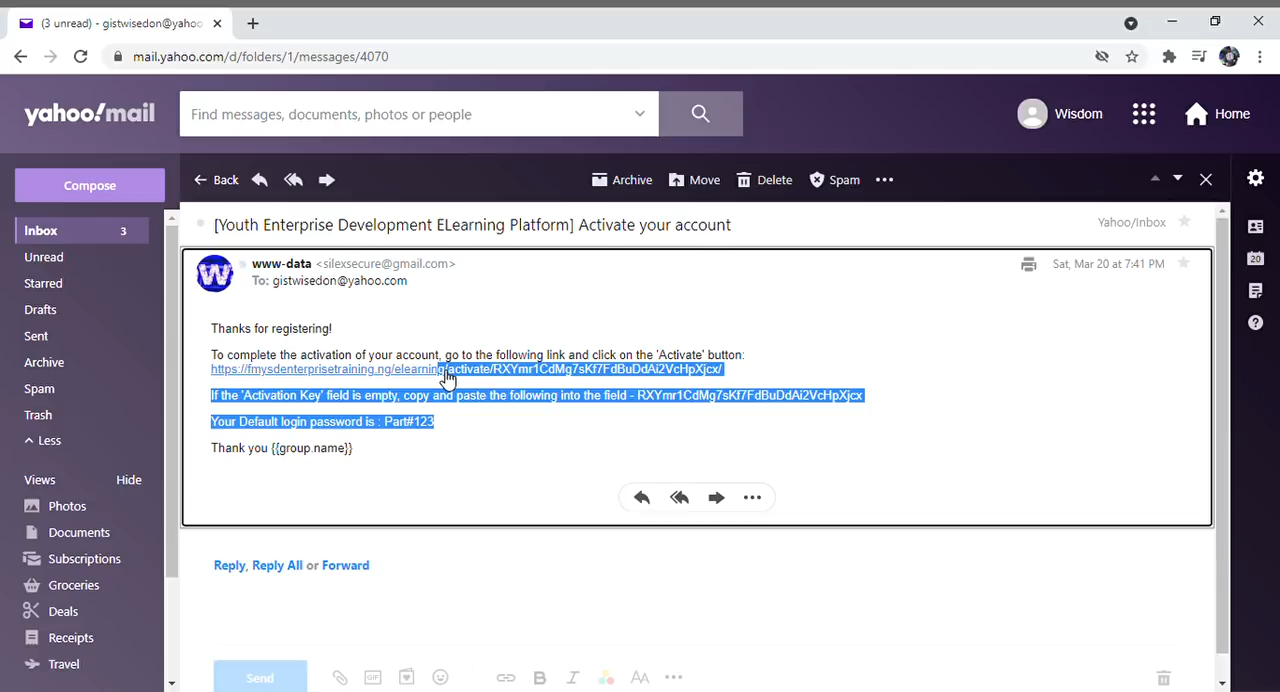 (3 unread) - gistwisedon@yahoo
mail.yahoo.com/d/folders/1/messages/4070
yahoo!mail
Find messages, documents, photos or people
Wisdom
Home
Compose
Back
Archive
Move
Delete
Spam
Inbox 3
Unread
Starred
Drafts
Sent
Archive
Spam
Trash
Less
Views Hide
Photos
Documents
Subscriptions
Groceries
Deals
Receipts
Travel
[Youth Enterprise Development ELearning Platform] Activate your account
Yahoo/Inbox
W
www-data <silexsecure@gmail.com>
Sat, Mar 20 at 7:41 PM
To: gistwisedon@yahoo.com
Thanks for registering!
To complete the activation of your account, go to the following link and click on the 'Activate' button:
https://fmysdenterprisetraining.ng/elearning-activate/RXYmr1CdMg7sKf7FdBuDdAi2VcHpXjcx/
If the 'Activation Key' field is empty, copy and paste the following into the field - RXYmr1CdMg7sKf7FdBuDdAi2VcHpXjcx
Your Default login password is : Part#123
Thank you {{group.name}}
Reply, Reply All or Forward
Send
GIF
B
I
AA
20